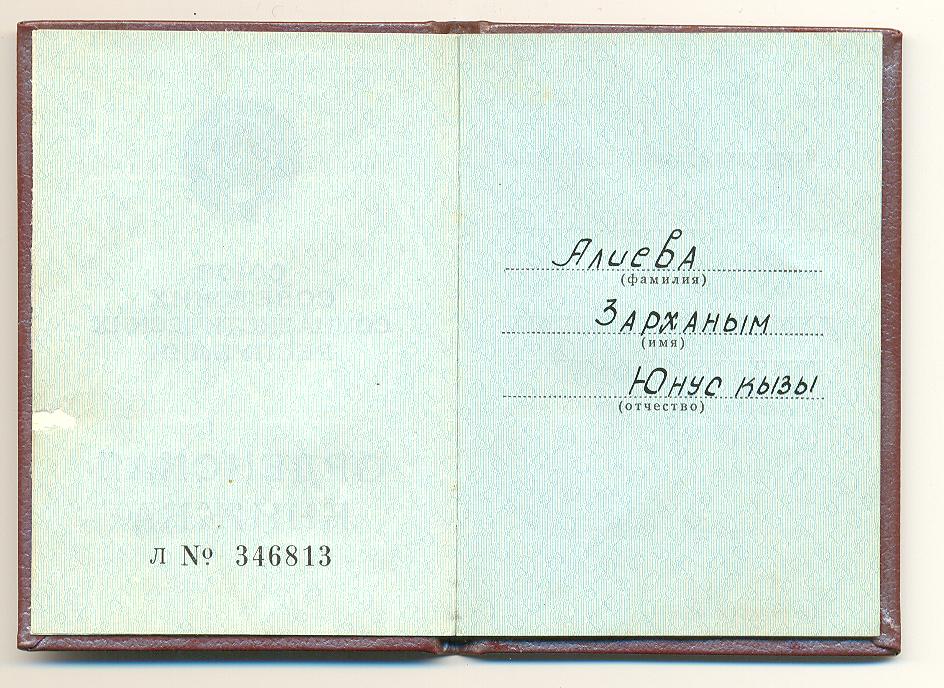 Л № 346813
Алиева
(фамилия)
Зарханым
(имя)
Юнус кызы
(отчество)